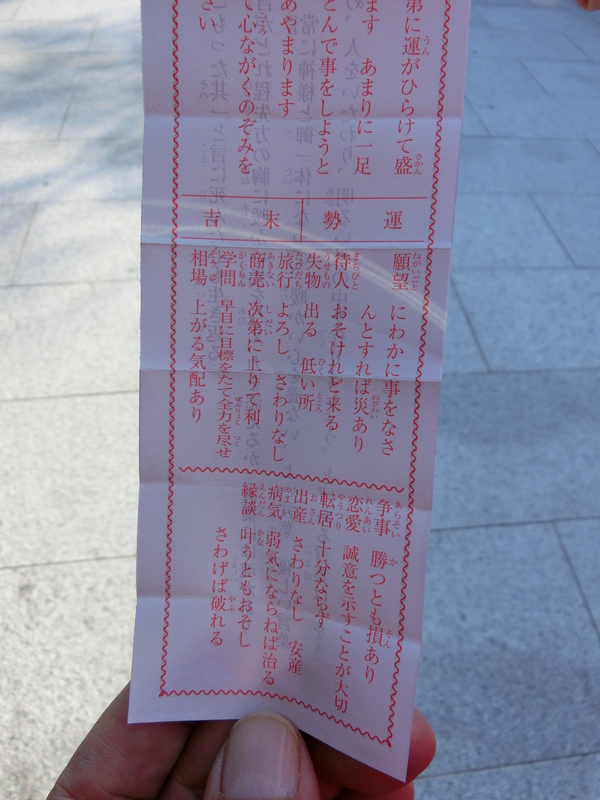 第に運がひらけて盛
ます　あまりに一足
とんで事をしようと
あやまります
て心ながくのぞみを
さい
運勢　末吉
願望　にわかに事をなさ
んとすれば災あり
待人　おそけれど来る
失物　出る　低い所
旅行　よろし　さわりなし
商売　次第に上りて利
学問　早目に目標をたて全力を尽せ
相場　上がる気配あり
争事　勝つとも損あり
恋愛　誠意を示すことが大切
転居　十分ならず
出産　さわりなし　安産
病気　弱気にならねば治る
縁談　叶うともおそし
さわげば破れる